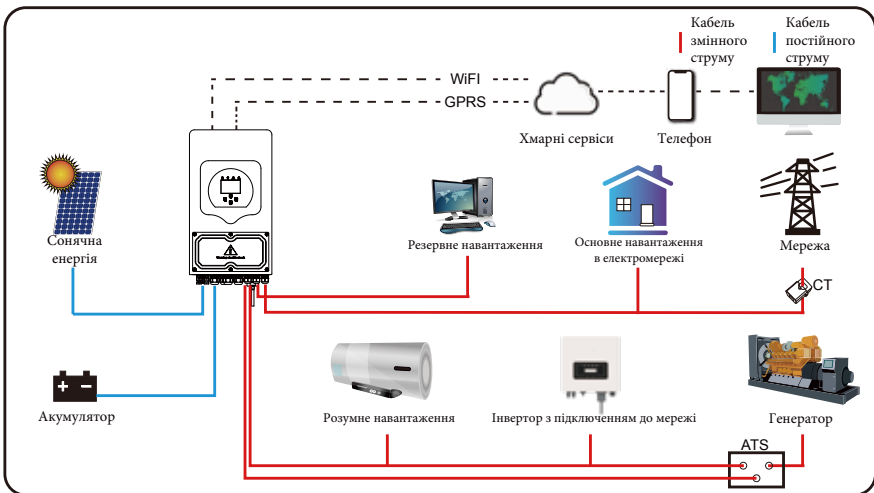 Кабель
змінного
струму
Кабель
постійного
струму
WiFI
GPRS
Хмарні сервіси
Телефон
Сонячна
енергія
Резервне навантаження
Основне навантаження
в електромережі
Мережа
CT
Акумулятор
Розумне навантаження
Інвертор з підключенням до мережі
Генератор
ATS